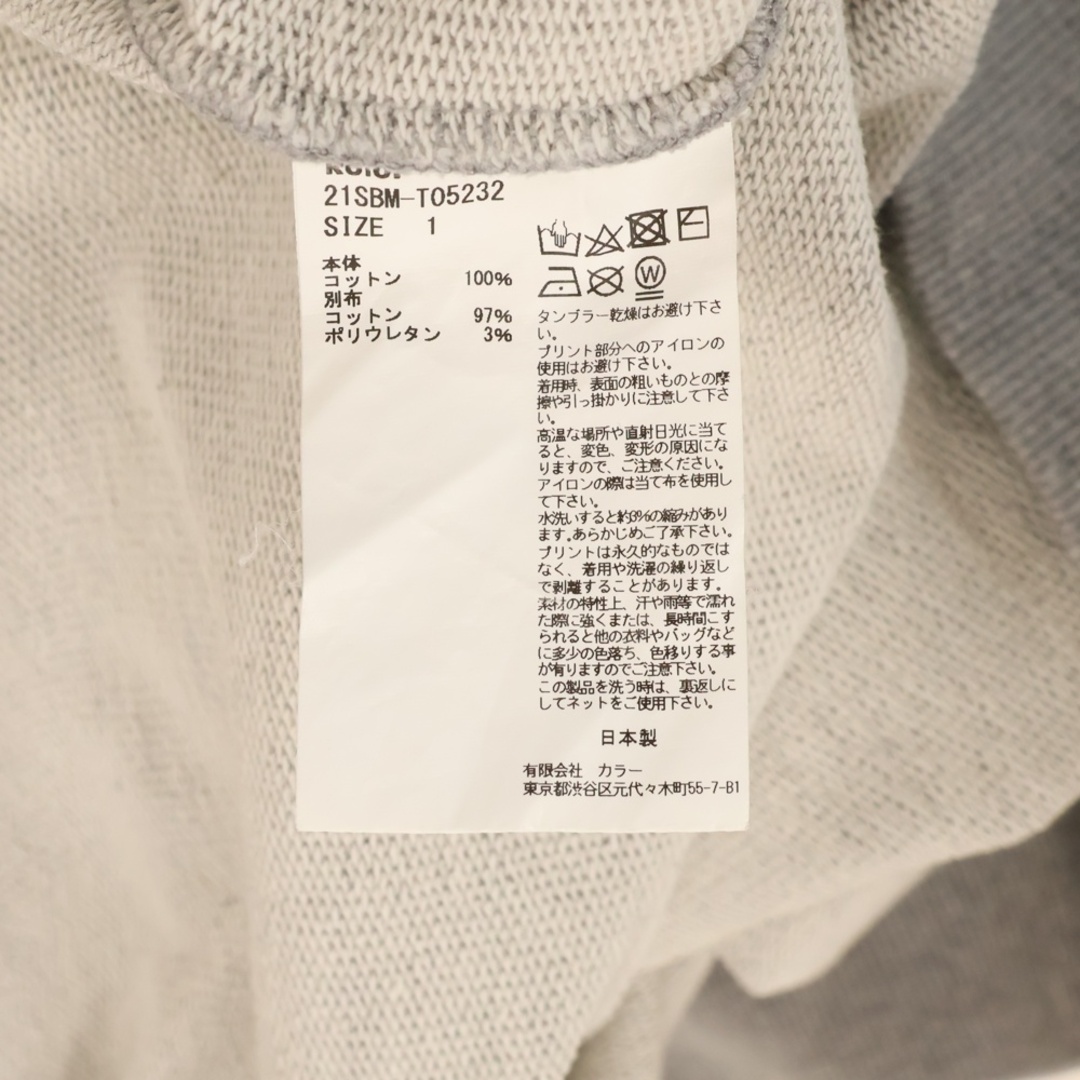 kolor
21SBM-T05232
SIZE 1
本体
コットン 100%
別布
コットン 97%
ポリウレタン 3%
W
タンブラー乾燥はお避け下さ
い。
プリント部分へのアイロンの
使用はお避け下さい。
着用時、表面の粗いものとの摩
擦や引っ掛かりに注意して下さ
い。
高温な場所や直射日光に当て
ると、変色、変形の原因にな
りますので、ご注意ください。
アイロンの際は当て布を使用し
て下さい。
水洗いすると約3%の縮みがあり
ます。あらかじめご了承下さい。
プリントは永久的なものでは
なく、着用や洗濯の繰り返し
で剥離することがあります。
素材の特性上、汗や雨等で濡れ
た際に強くまたは、長時間こす
られると他の衣料やバッグなど
に多少の色落ち、色移りする事
が有りますのでご注意下さい。
この製品を洗う時は、裏返しに
してネットをご使用下さい。
日本製
有限会社 カラー
東京都渋谷区元代々木町55-7-B1